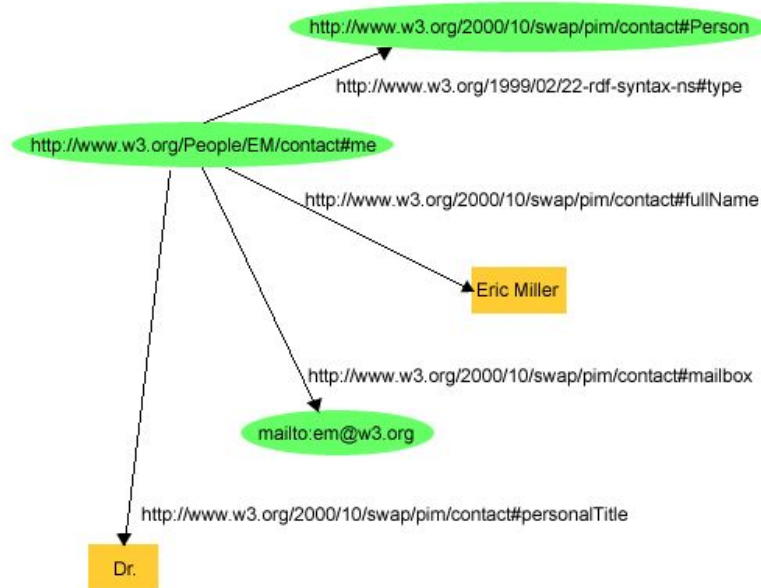 http://www.w3.org/2000/10/swap/pim/contact#Person
http://www.w3.org/1999/02/22-rdf-syntax-ns#type
http://www.w3.org/People/EM/contact#me
http://www.w3.org/2000/10/swap/pim/contact#fullName
Eric Miller
http://www.w3.org/2000/10/swap/pim/contact#mailbox
mailto:em@w3.org
http://www.w3.org/2000/10/swap/pim/contact#personalTitle
Dr.